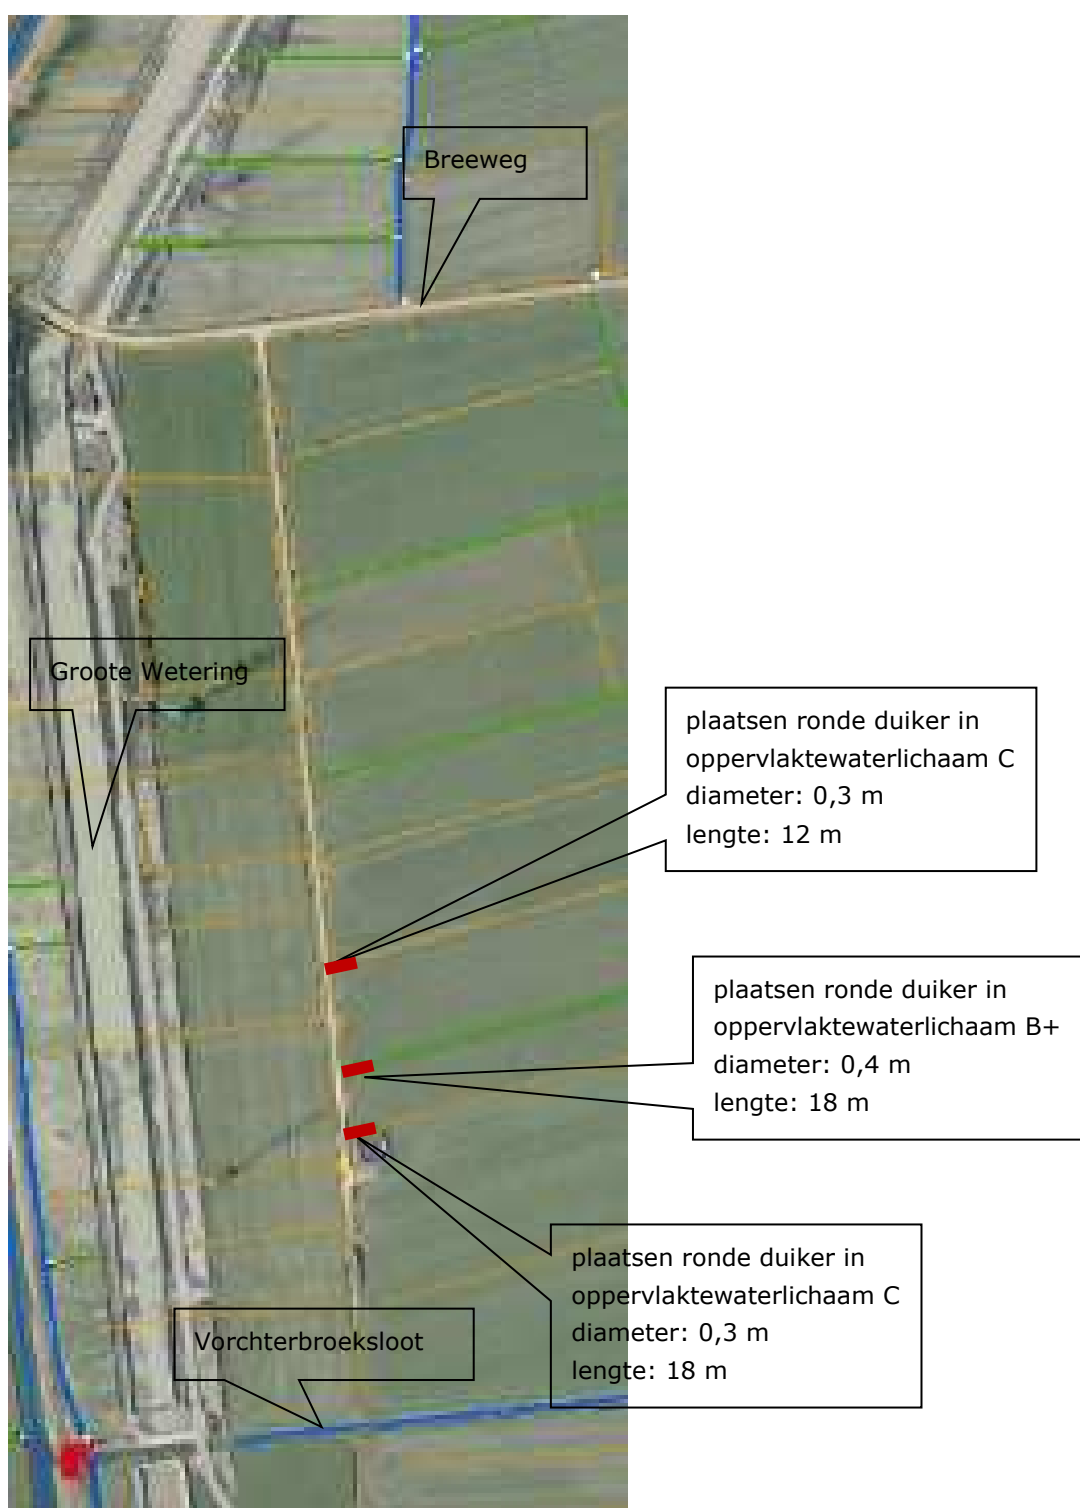 Breeweg
Groote Wetering
plaatsen ronde duiker in
oppervlaktewaterlichaam C
diameter: 0,3 m
lengte: 12 m
plaatsen ronde duiker in
oppervlaktewaterlichaam B+
diameter: 0,4 m
lengte: 18 m
plaatsen ronde duiker in
oppervlaktewaterlichaam C
diameter: 0,3 m
lengte: 18 m
Vorchterbroeksloot